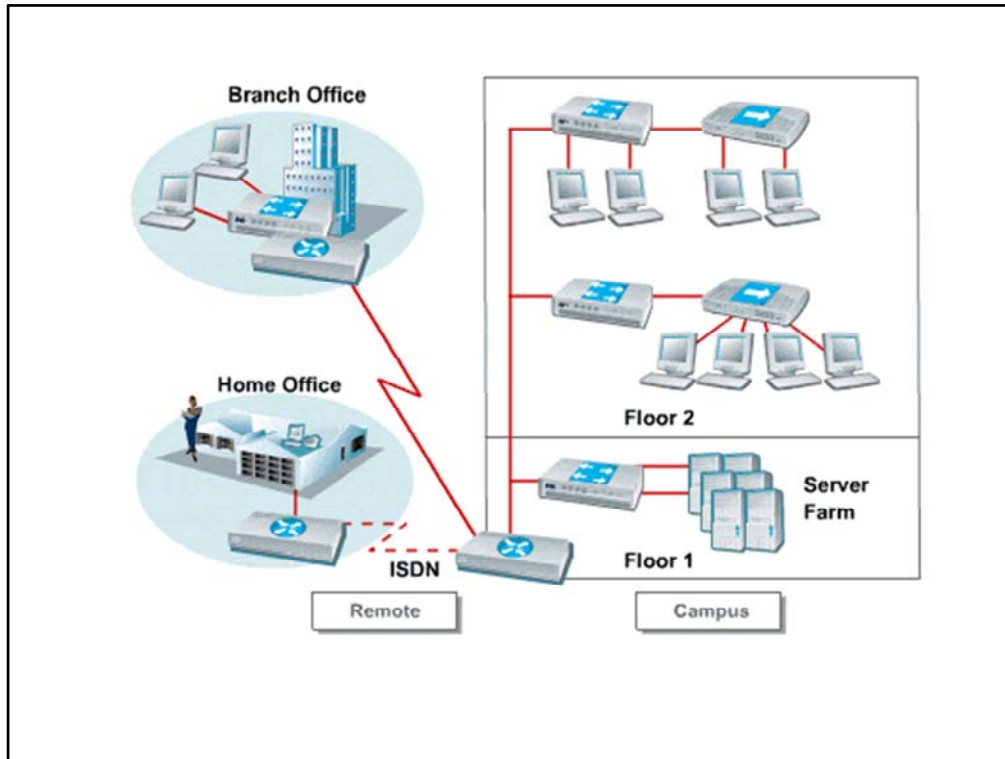 Branch Office
Home Office
ISDN
Remote
Floor 2
Server
Farm
Floor 1
Campus